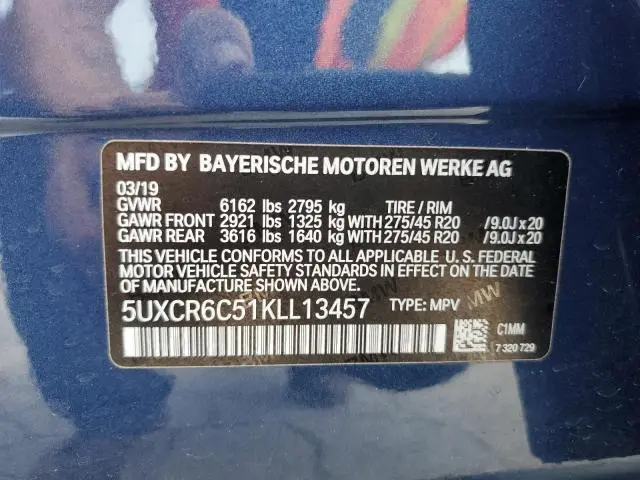 MFD BY BAYERISCHE MOTOREN WERKE AG
03/19
GVWR 6162 lbs 2795 kg TIRE / RIM
GAWR FRONT 2921 lbs 1325 kg WITH 275/45 R20 /9.0J x 20
GAWR REAR 3616 lbs 1640 kg WITH 275/45 R20 /9.0J x 20
THIS VEHICLE CONFORMS TO ALL APPLICABLE U. S. FEDERAL
MOTOR VEHICLE SAFETY STANDARDS IN EFFECT ON THE DATE
OF MANUFACTURE SHOWN ABOVE.
5UXCR6C51KLL13457 TYPE: MPV
C1MM
7 320 729